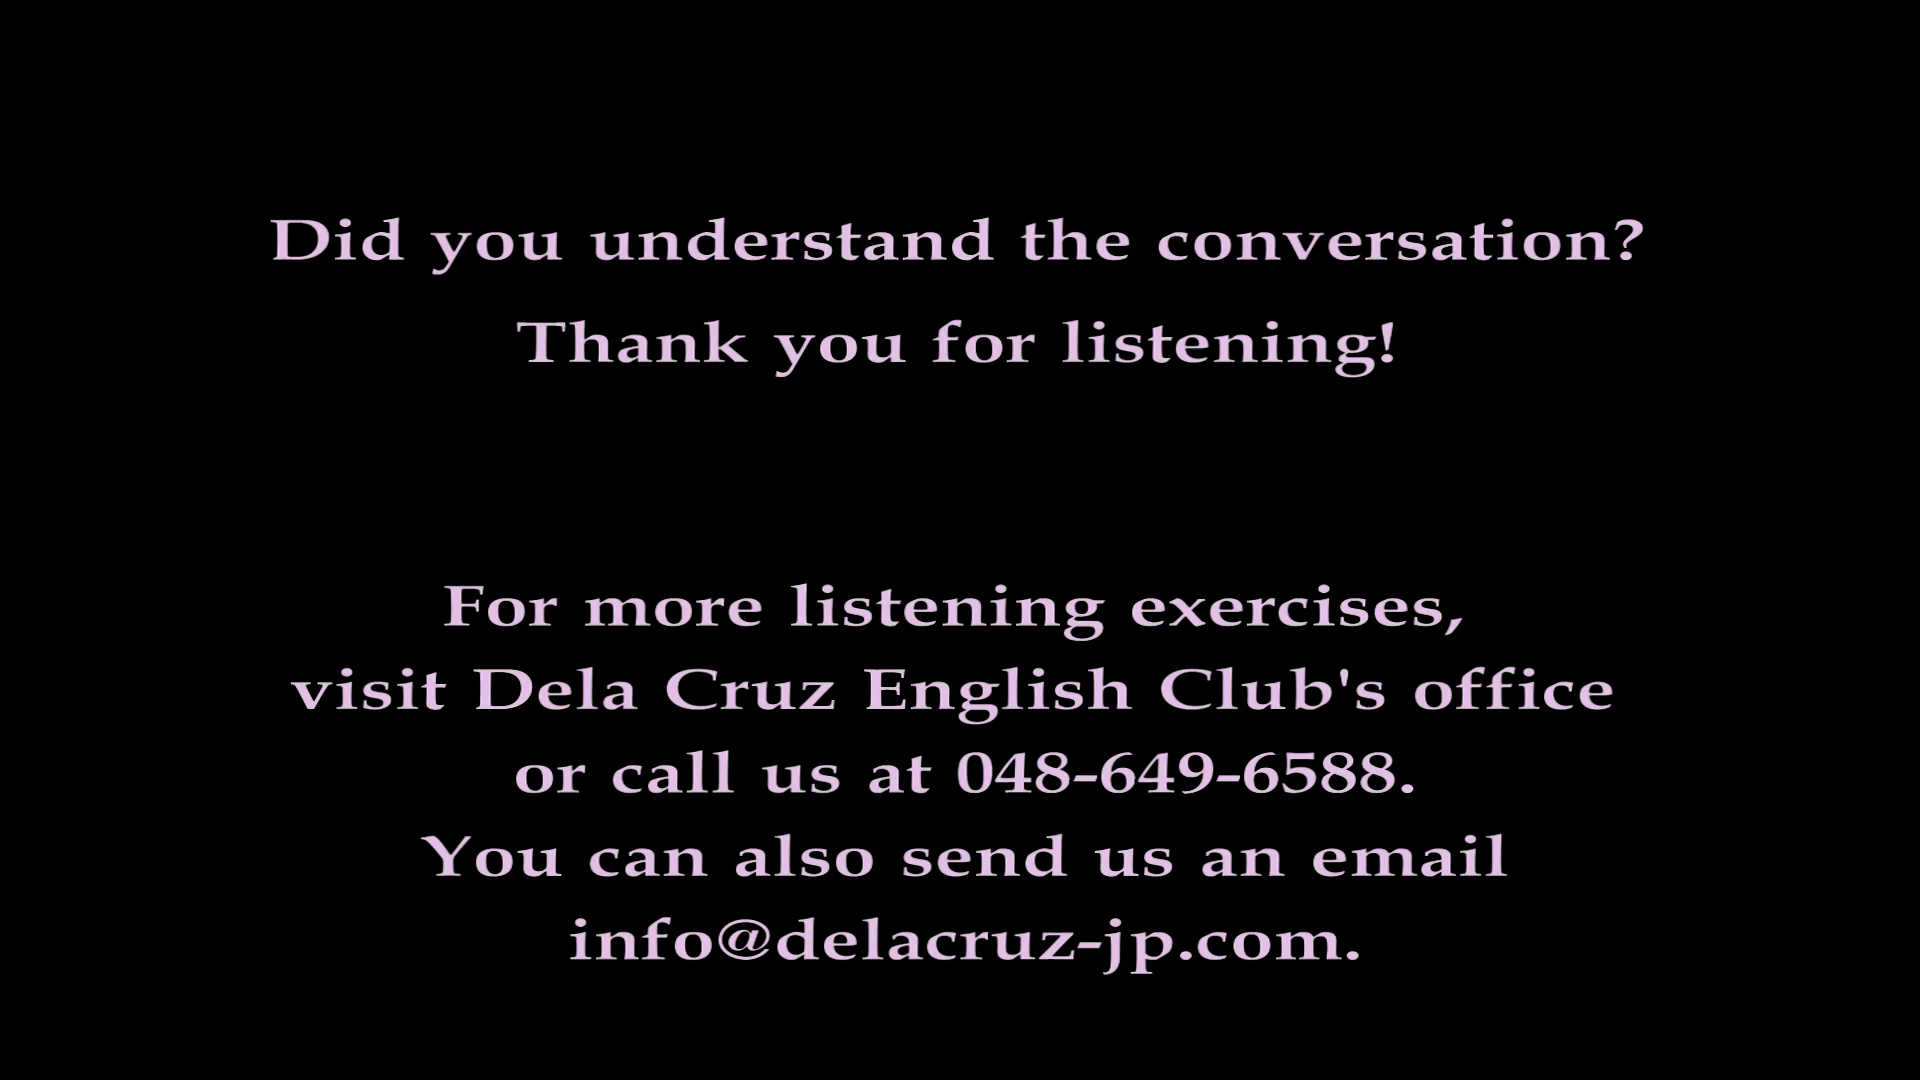 Did you understand the conversation?
Thank you for listening!
For more listening exercises,
visit Dela Cruz English Club's office
or call us at 048-649-6588.
You can also send us an email
info@delacruz-jp.com.